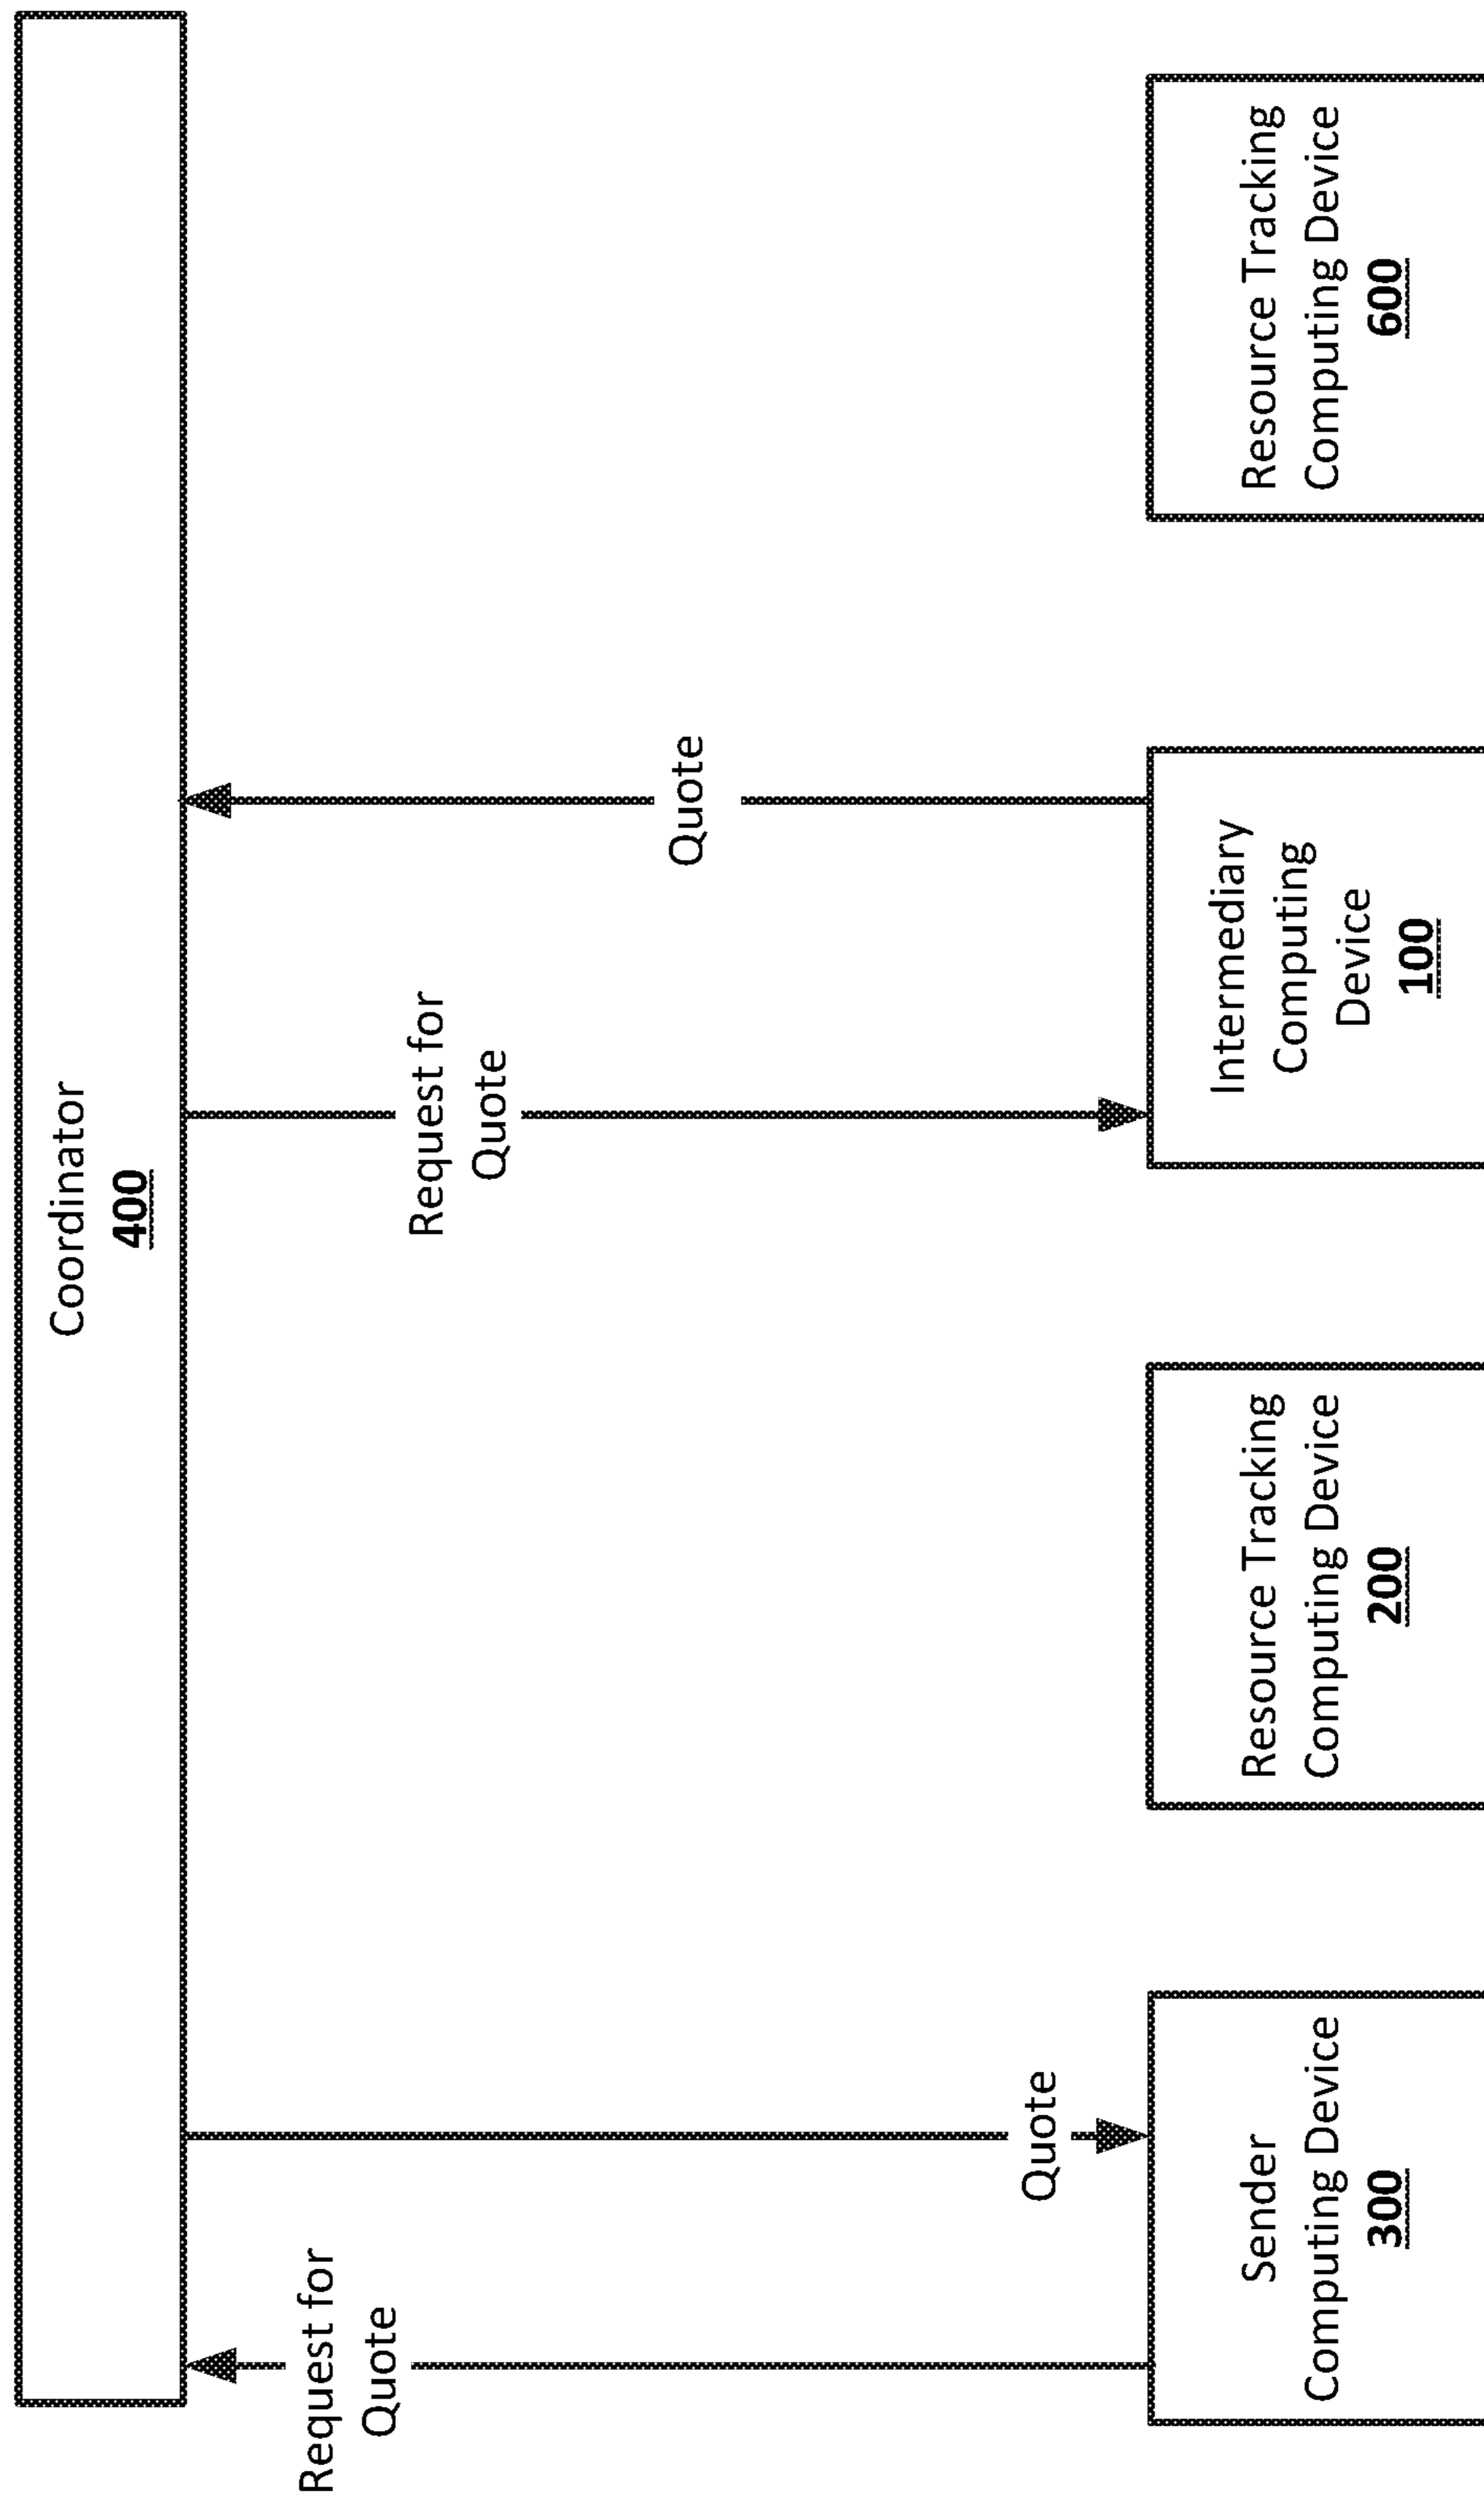 Coordinator
400
Request for
Quote
Quote
Request for
Quote
Quote
Sender
Computing Device
300
Resource Tracking
Computing Device
200
Intermediary
Computing
Device
100
Resource Tracking
Computing Device
600